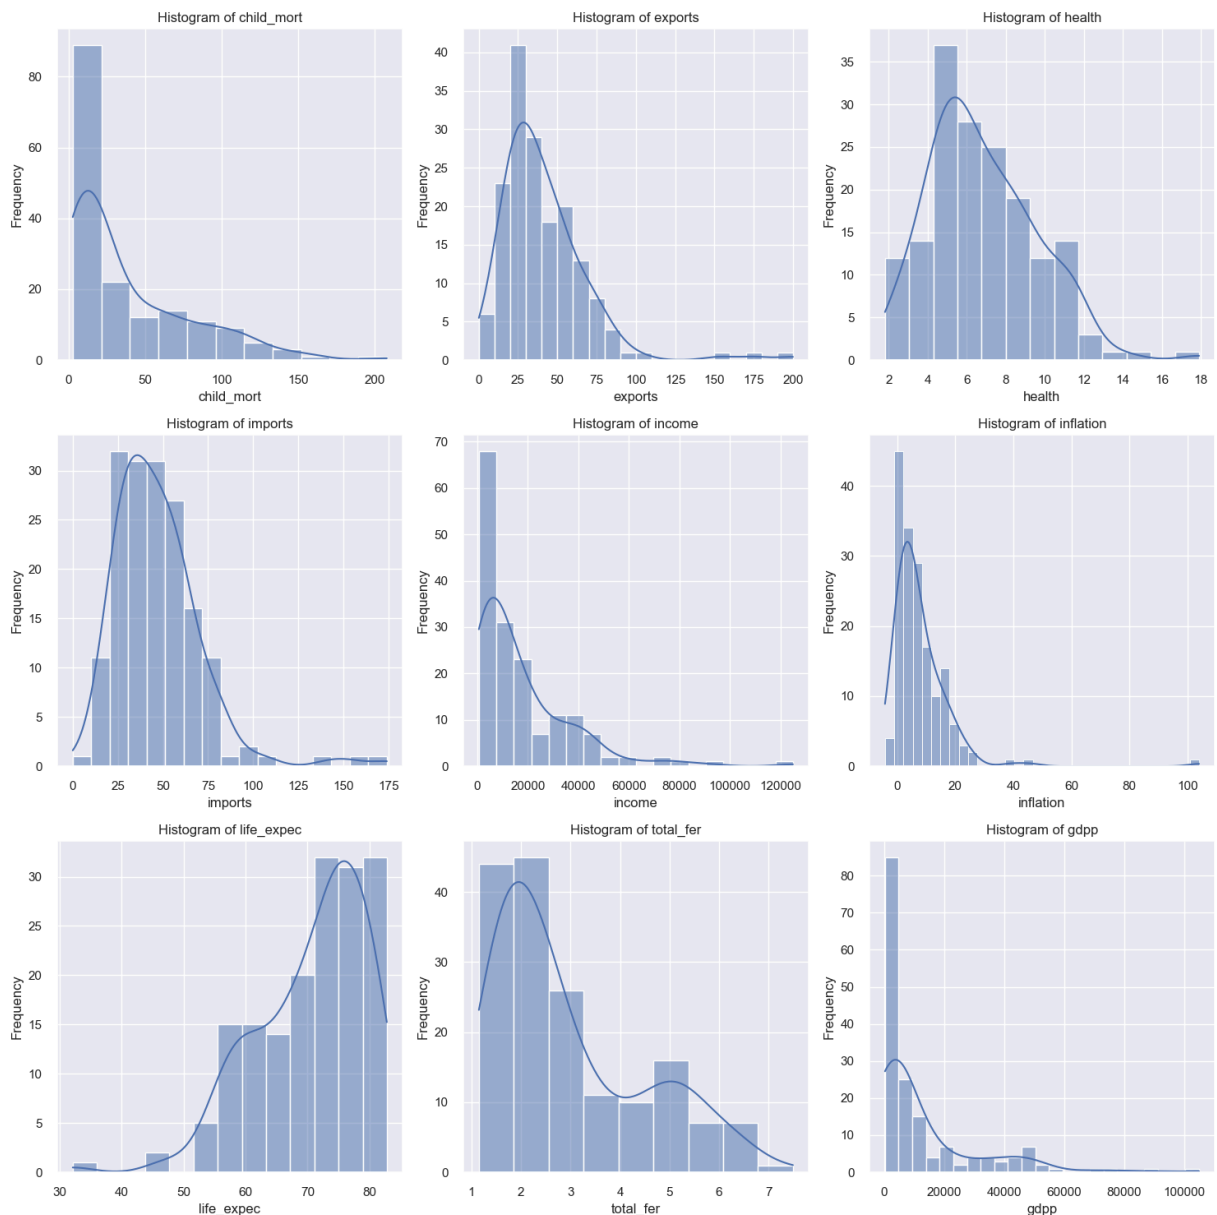 Histogram of child_mort
Frequency
80
60
40
20
0
0 50 100 150 200
child_mort
Histogram of exports
Frequency
40
35
30
25
20
15
10
5
0
0 25 50 75 100 125 150 175 200
exports
Histogram of health
Frequency
35
30
25
20
15
10
5
0
2 4 6 8 10 12 14 16 18
health
Histogram of imports
Frequency
30
25
20
15
10
5
0
0 25 50 75 100 125 150 175
imports
Histogram of income
Frequency
70
60
50
40
30
20
10
0
0 20000 40000 60000 80000 100000 120000
income
Histogram of inflation
Frequency
40
30
20
10
0
0 20 40 60 80 100
inflation
Histogram of life_expec
Frequency
30
25
20
15
10
5
0
30 40 50 60 70 80
life_expec
Histogram of total_fer
Frequency
40
30
20
10
0
1 2 3 4 5 6 7
total_fer
Histogram of gdpp
Frequency
80
70
60
50
40
30
20
10
0
0 20000 40000 60000 80000 100000
gdpp